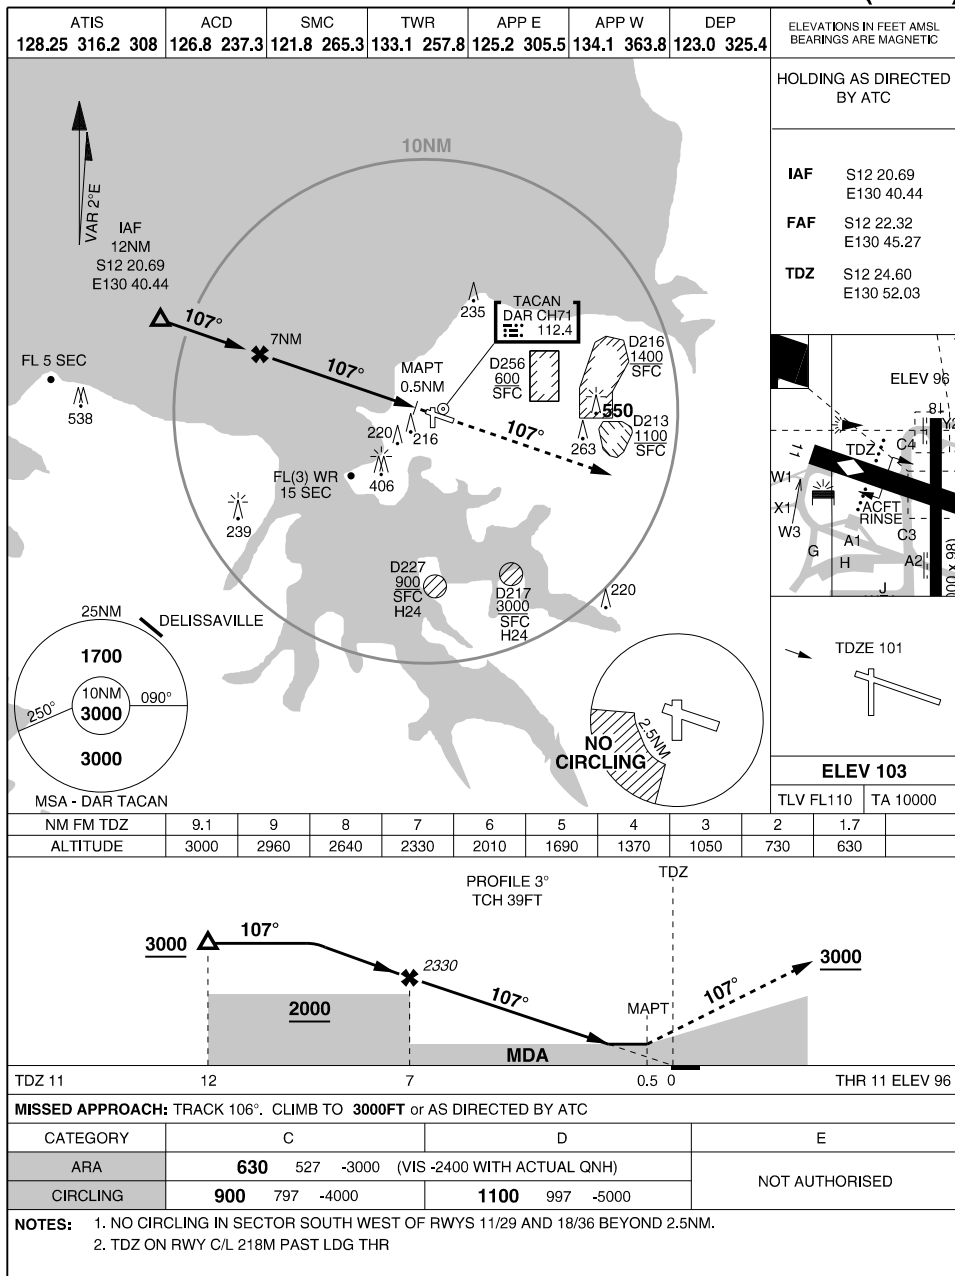 ATIS ACD SMC TWR APP E APP W DEP
128.25 316.2 308 126.8 237.3 121.8 265.3 133.1 257.8 125.2 305.5 134.1 363.8 123.0 325.4
ELEVATIONS IN FEET AMSL
BEARINGS ARE MAGNETIC
HOLDING AS DIRECTED
BY ATC
IAF S12 20.69
E130 40.44
FAF S12 22.32
E130 45.27
TDZ S12 24.60
E130 52.03
10NM
VAR 2°E
IAF
12NM
S12 20.69
E130 40.44
107°
7NM
107°
MAPT
0.5NM
107°
235
TACAN
DAR CH71
112.4
D256
600
SFC
D216
1400
SFC
550
D213
1100
SFC
263
FL 5 SEC
538
220
216
FL(3) WR
15 SEC
406
239
D227
900
SFC
H24
D217
3000
SFC
H24
220
ELEV 96
18
Y2
C4
TDZ
11
W1
X1
W3
ACFT
RINSE
G
A1
H
C3
A2
J
DELISSAVILLE
25NM
1700
10NM
3000
250°
090°
3000
MSA - DAR TACAN
NO
CIRCLING
2.5NM
TDZE 101
ELEV 103
TLV FL110 TA 10000
NM FM TDZ 9.1 9 8 7 6 5 4 3 2 1.7
ALTITUDE 3000 2960 2640 2330 2010 1690 1370 1050 730 630
PROFILE 3°
TCH 39FT
TDZ
3000
107°
2330
107°
MAPT
107°
3000
2000
MDA
TDZ 11 12 7 0.5 0 THR 11 ELEV 96
MISSED APPROACH: TRACK 106°. CLIMB TO 3000FT or AS DIRECTED BY ATC
CATEGORY C D E
ARA 630 527 -3000 (VIS -2400 WITH ACTUAL QNH) NOT AUTHORISED
CIRCLING 900 797 -4000 1100 997 -5000
NOTES: 1. NO CIRCLING IN SECTOR SOUTH WEST OF RWYS 11/29 AND 18/36 BEYOND 2.5NM.
2. TDZ ON RWY C/L 218M PAST LDG THR